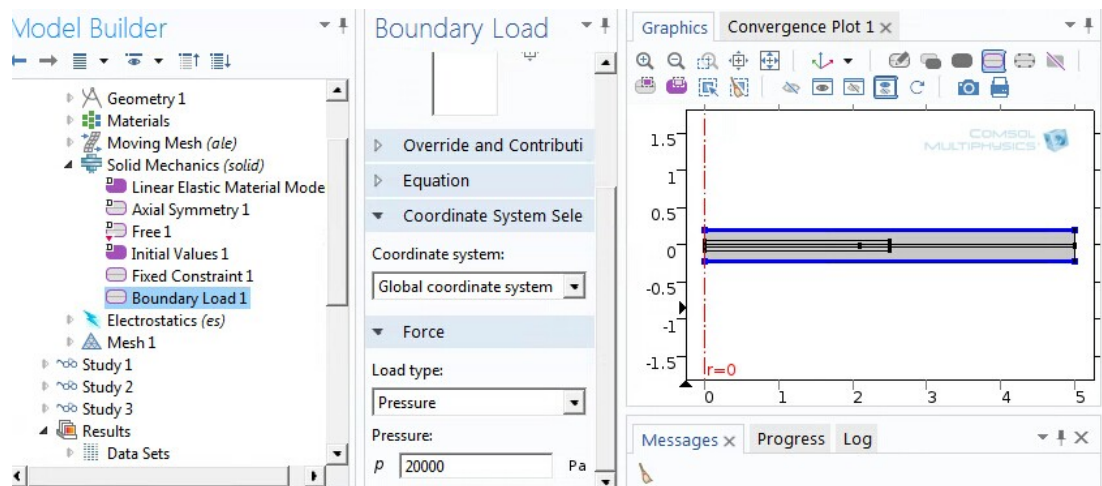 Model Builder
Geometry 1
Materials
Moving Mesh (ale)
Solid Mechanics (solid)
Linear Elastic Material Mode
Axial Symmetry 1
Free 1
Initial Values 1
Fixed Constraint 1
Boundary Load 1
Electrostatics (es)
Mesh 1
Study 1
Study 2
Study 3
Results
Data Sets
Boundary Load
Override and Contributi
Equation
Coordinate System Sele
Coordinate system:
Global coordinate system
Force
Load type:
Pressure
Pressure:
p 20000 Pa
Graphics Convergence Plot 1
COMSOL
MULTIPHYSICS
1.5
1
0.5
0
-0.5
-1
-1.5
r=0
0 1 2 3 4 5
Messages Progress Log